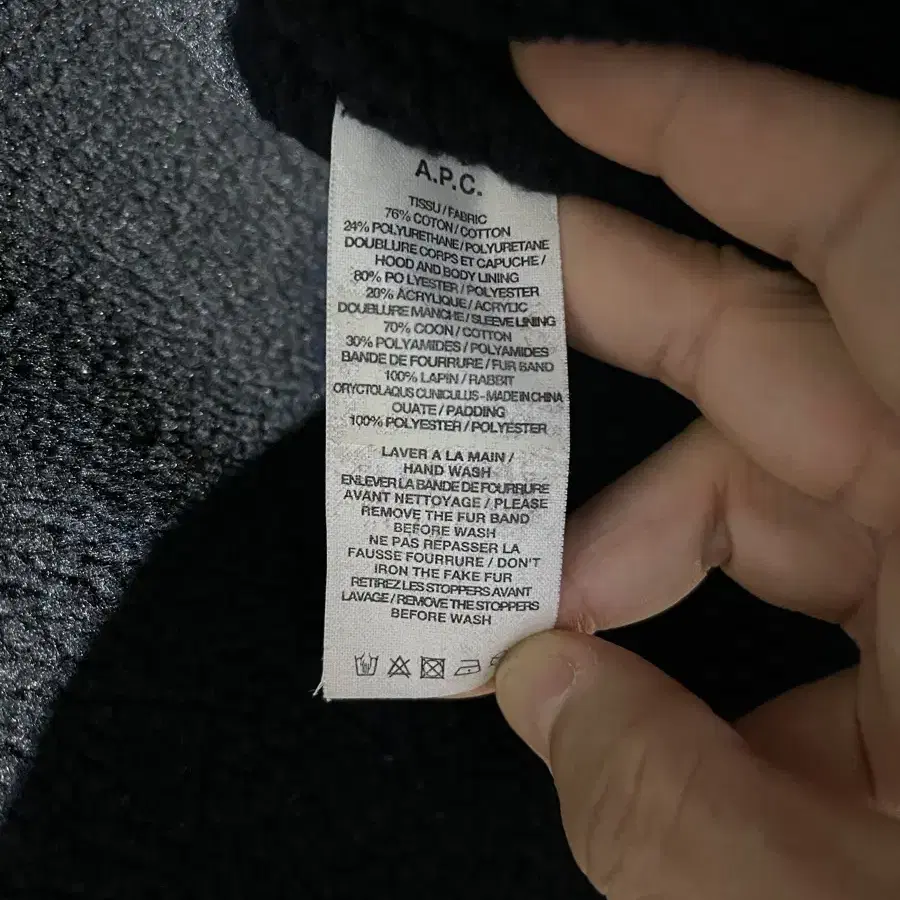 A.P.C.
TISSU / FABRIC
76% COTON / COTTON
24% POLYURETHANE / POLYURETANE
DOUBLURE CORPS ET CAPUCHE /
HOOD AND BODY LINING
80% PO LYESTER / POLYESTER
20% ACRYLIQUE / ACRYLIC
DOUBLURE MANCHE / SLEEVE LINING
70% COON / COTTON
30% POLYAMIDES / POLYAMIDES
BANDE DE FOURRURE / FUR BAND
100% LAPIN / RABBIT
ORYCTOLAQUS CUNICULUS - MADE IN CHINA
OUATE / PADDING
100% POLYESTER / POLYESTER
LAVER A LA MAIN /
HAND WASH
ENLEVER LA BANDE DE FOURRURE
AVANT NETTOYAGE / PLEASE
REMOVE THE FUR BAND
BEFORE WASH
NE PAS REPASSER LA
FAUSSE FOURRURE / DON'T
IRON THE FAKE FUR
RETIREZ LES STOPPERS AVANT
LAVAGE / REMOVE THE STOPPERS
BEFORE WASH